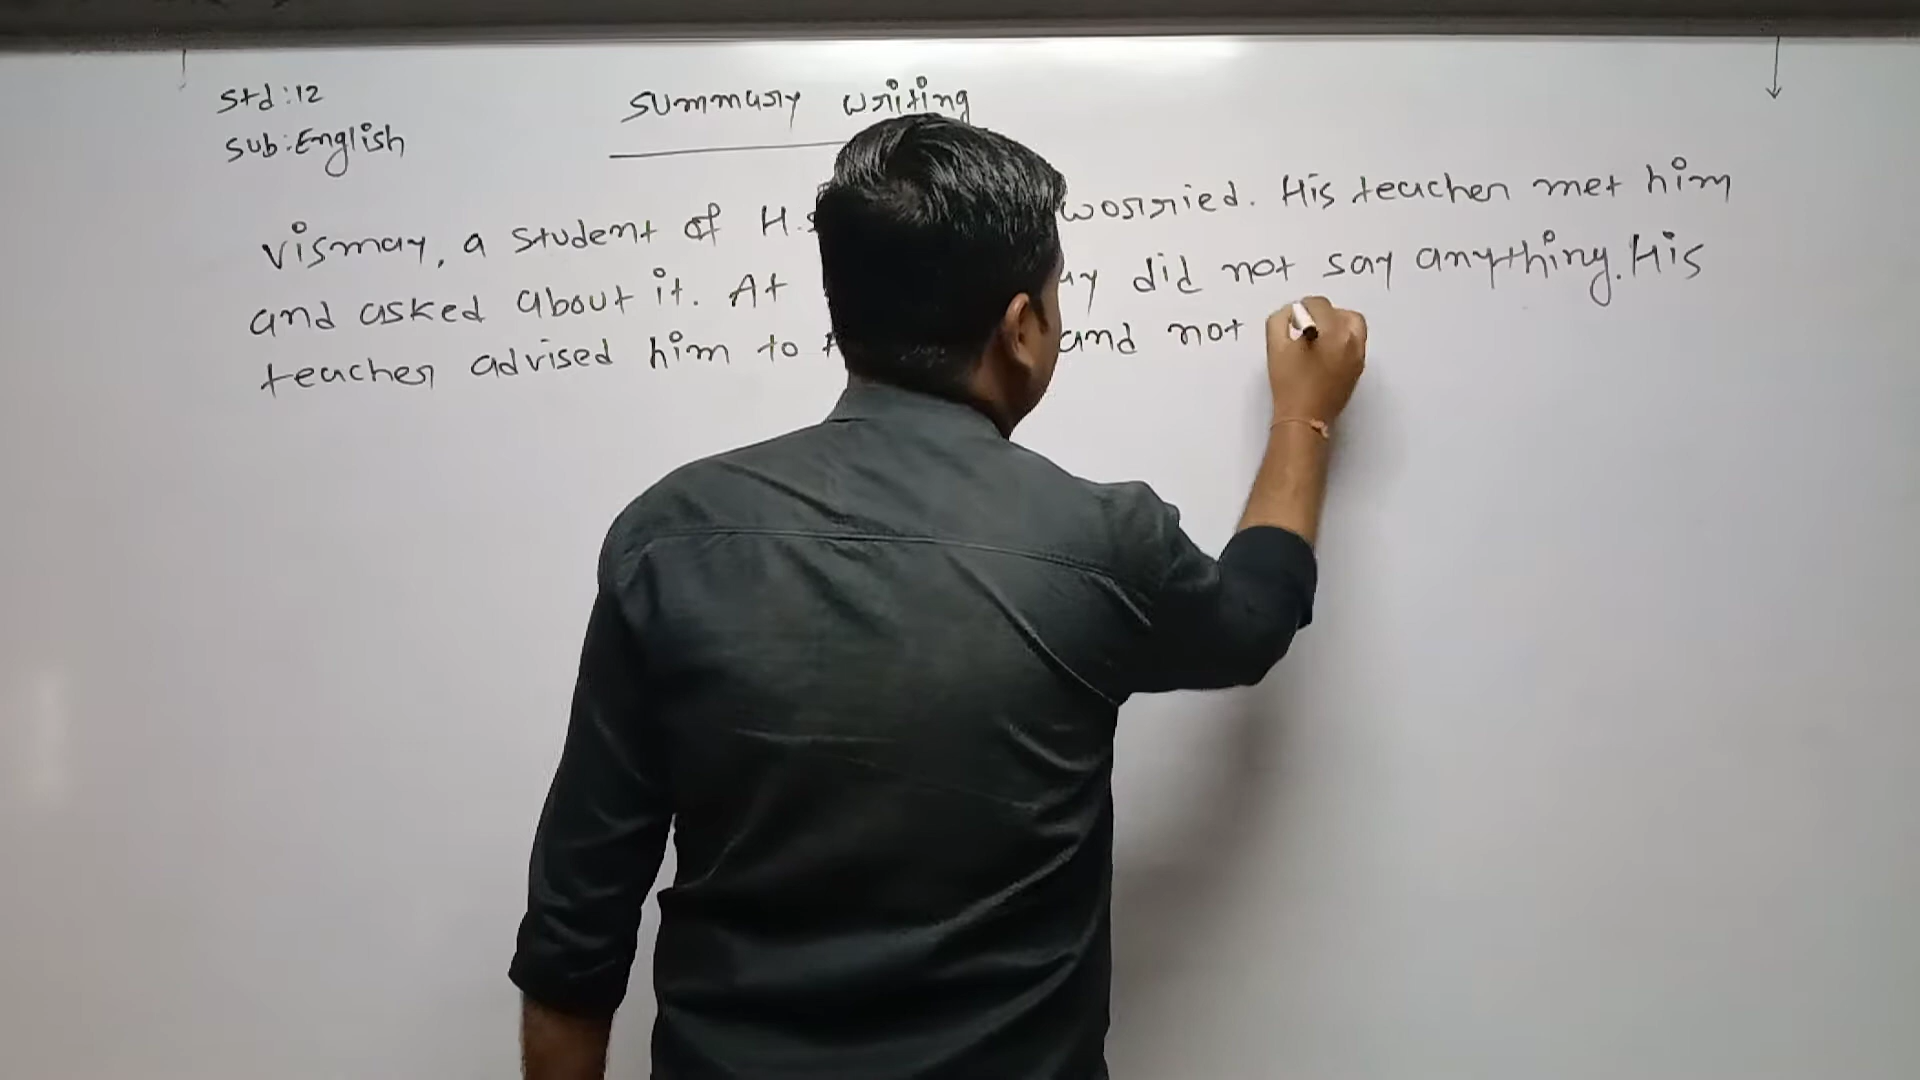 Std:12
Sub:English
Summary writing
Vismay, a student of worried. His teacher met him
and asked about it. At did not say anything. His
teacher advised him to and not